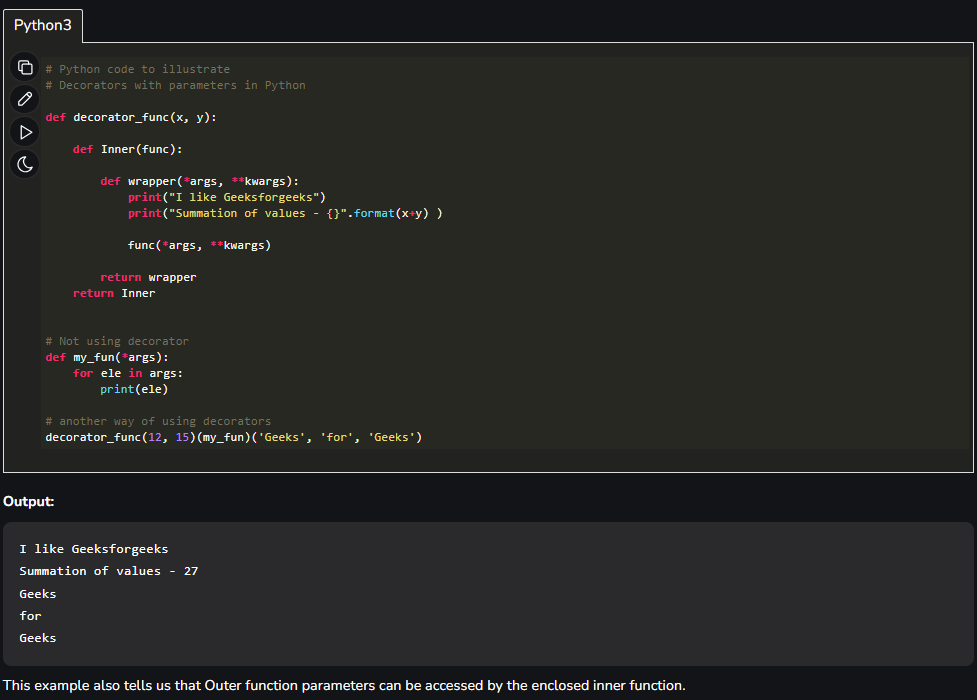 Python3
# Python code to illustrate
# Decorators with parameters in Python
def decorator_func(x, y):
    def Inner(func):
        def wrapper(*args, **kwargs):
            print("I like Geeksforgeeks")
            print("Summation of values - {}".format(x+y) )
            func(*args, **kwargs)
        return wrapper
    return Inner
# Not using decorator
def my_fun(*args):
    for ele in args:
        print(ele)
# another way of using decorators
decorator_func(12, 15)(my_fun)('Geeks', 'for', 'Geeks')
Output:
I like Geeksforgeeks
Summation of values - 27
Geeks
for
Geeks
This example also tells us that Outer function parameters can be accessed by the enclosed inner function.